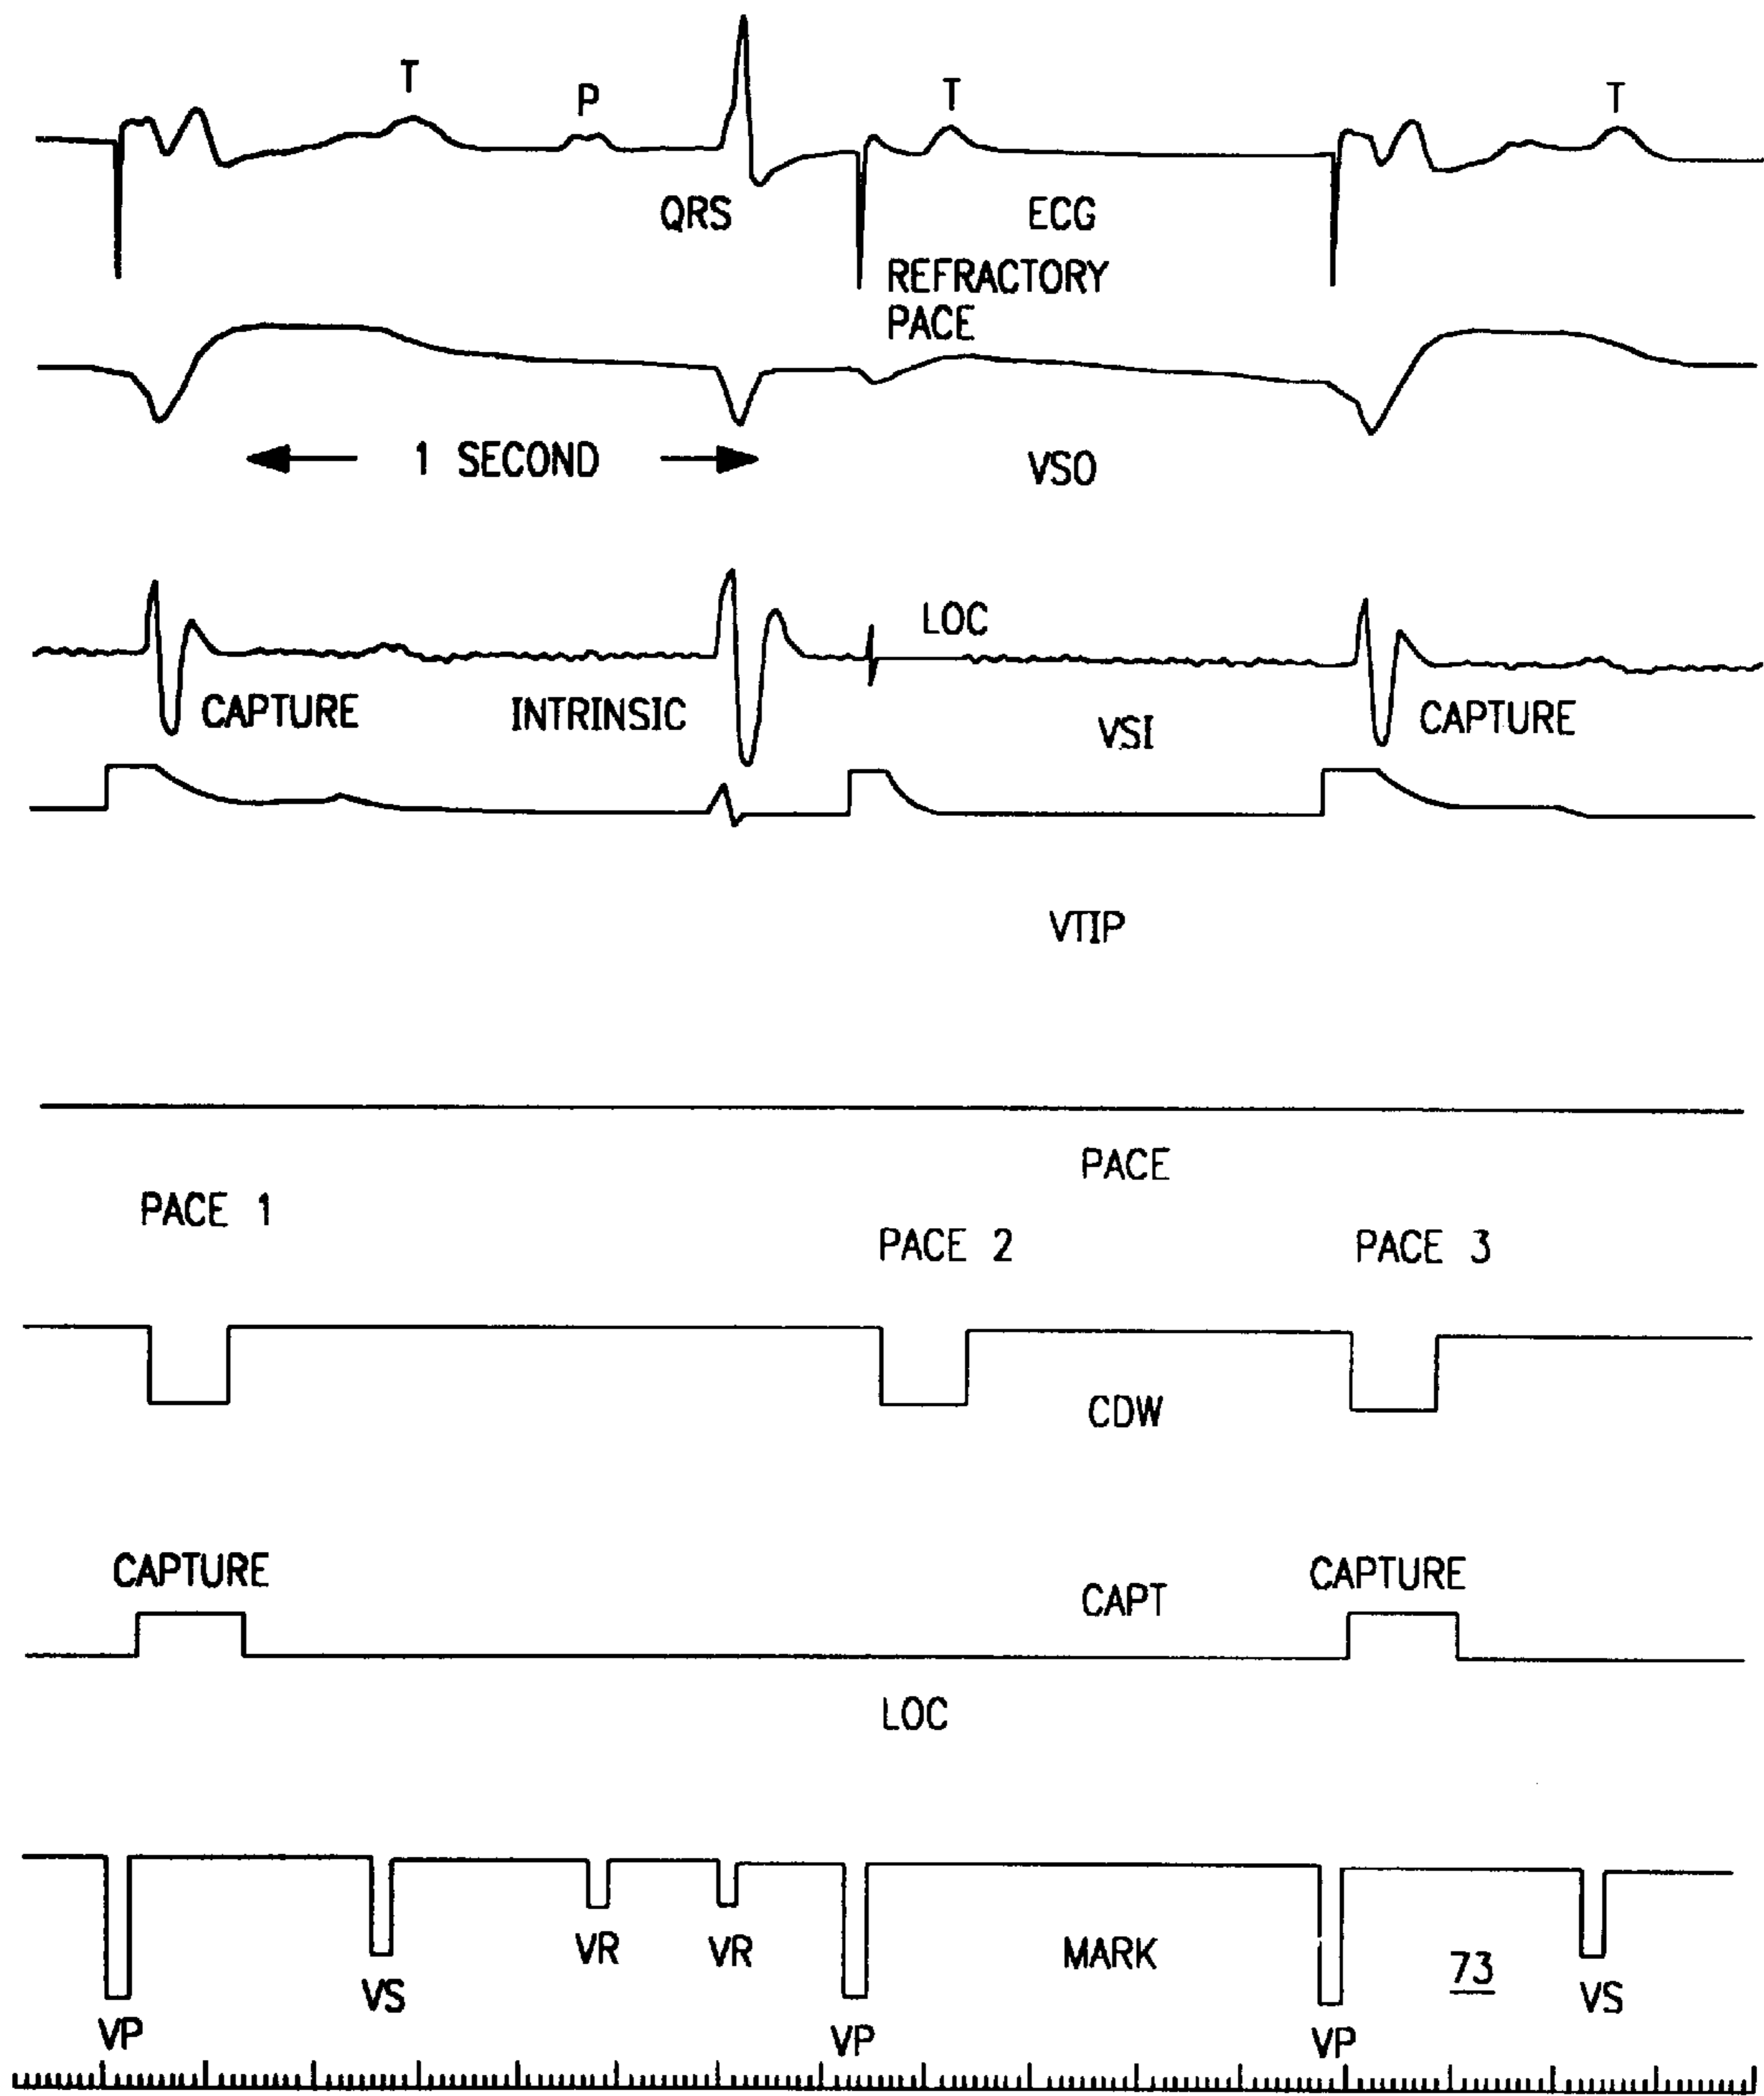 T
P
T
T
QRS
ECG
REFRACTORY
PACE
1 SECOND
VSO
LOC
CAPTURE
INTRINSIC
VSI
CAPTURE
VTIP
PACE
PACE 1
PACE 2
PACE 3
CDW
CAPTURE
CAPT
CAPTURE
LOC
VR
VR
MARK
73
VS
VS
VP
VP
VP